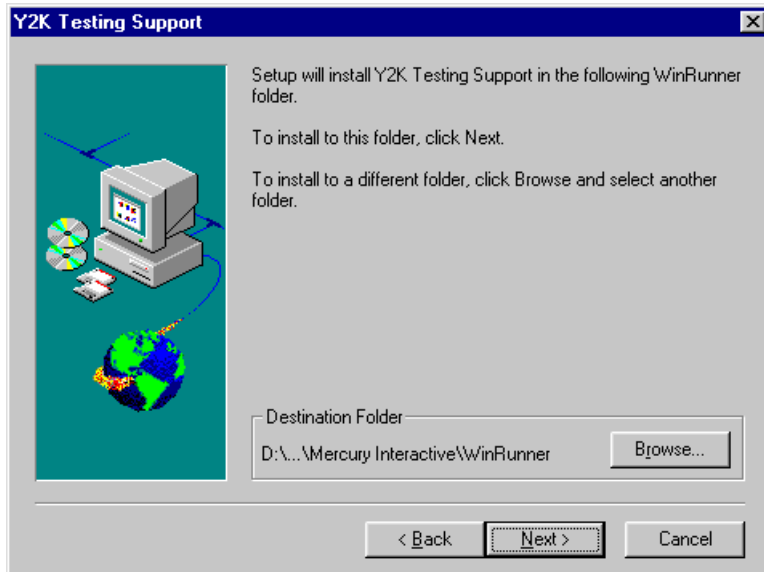 Y2K Testing Support
Setup will install Y2K Testing Support in the following WinRunner
folder.
To install to this folder, click Next.
To install to a different folder, click Browse and select another
folder.
Destination Folder
D:\...\Mercury Interactive\WinRunner
Browse...
< Back
Next >
Cancel